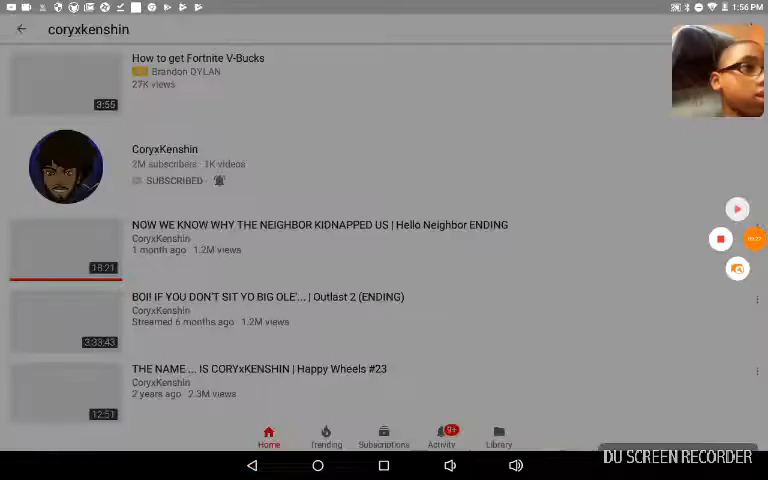 1:56 PM
coryxkenshin
How to get Fortnite V-Bucks
Brandon DYLAN
27K views
3:55
CoryxKenshin
2M subscribers · 1K videos
SUBSCRIBED
NOW WE KNOW WHY THE NEIGHBOR KIDNAPPED US | Hello Neighbor ENDING
CoryxKenshin
1 month ago · 1.2M views
18:21
BOI! IF YOU DON'T SIT YO BIG OLE'... | Outlast 2 (ENDING)
CoryxKenshin
Streamed 6 months ago · 1.2M views
3:33:43
THE NAME ... IS CORYxKENSHIN | Happy Wheels #23
CoryxKenshin
2 years ago · 2.3M views
12:51
9+
Home Trending Subscriptions Activity Library
DU SCREEN RECORDER